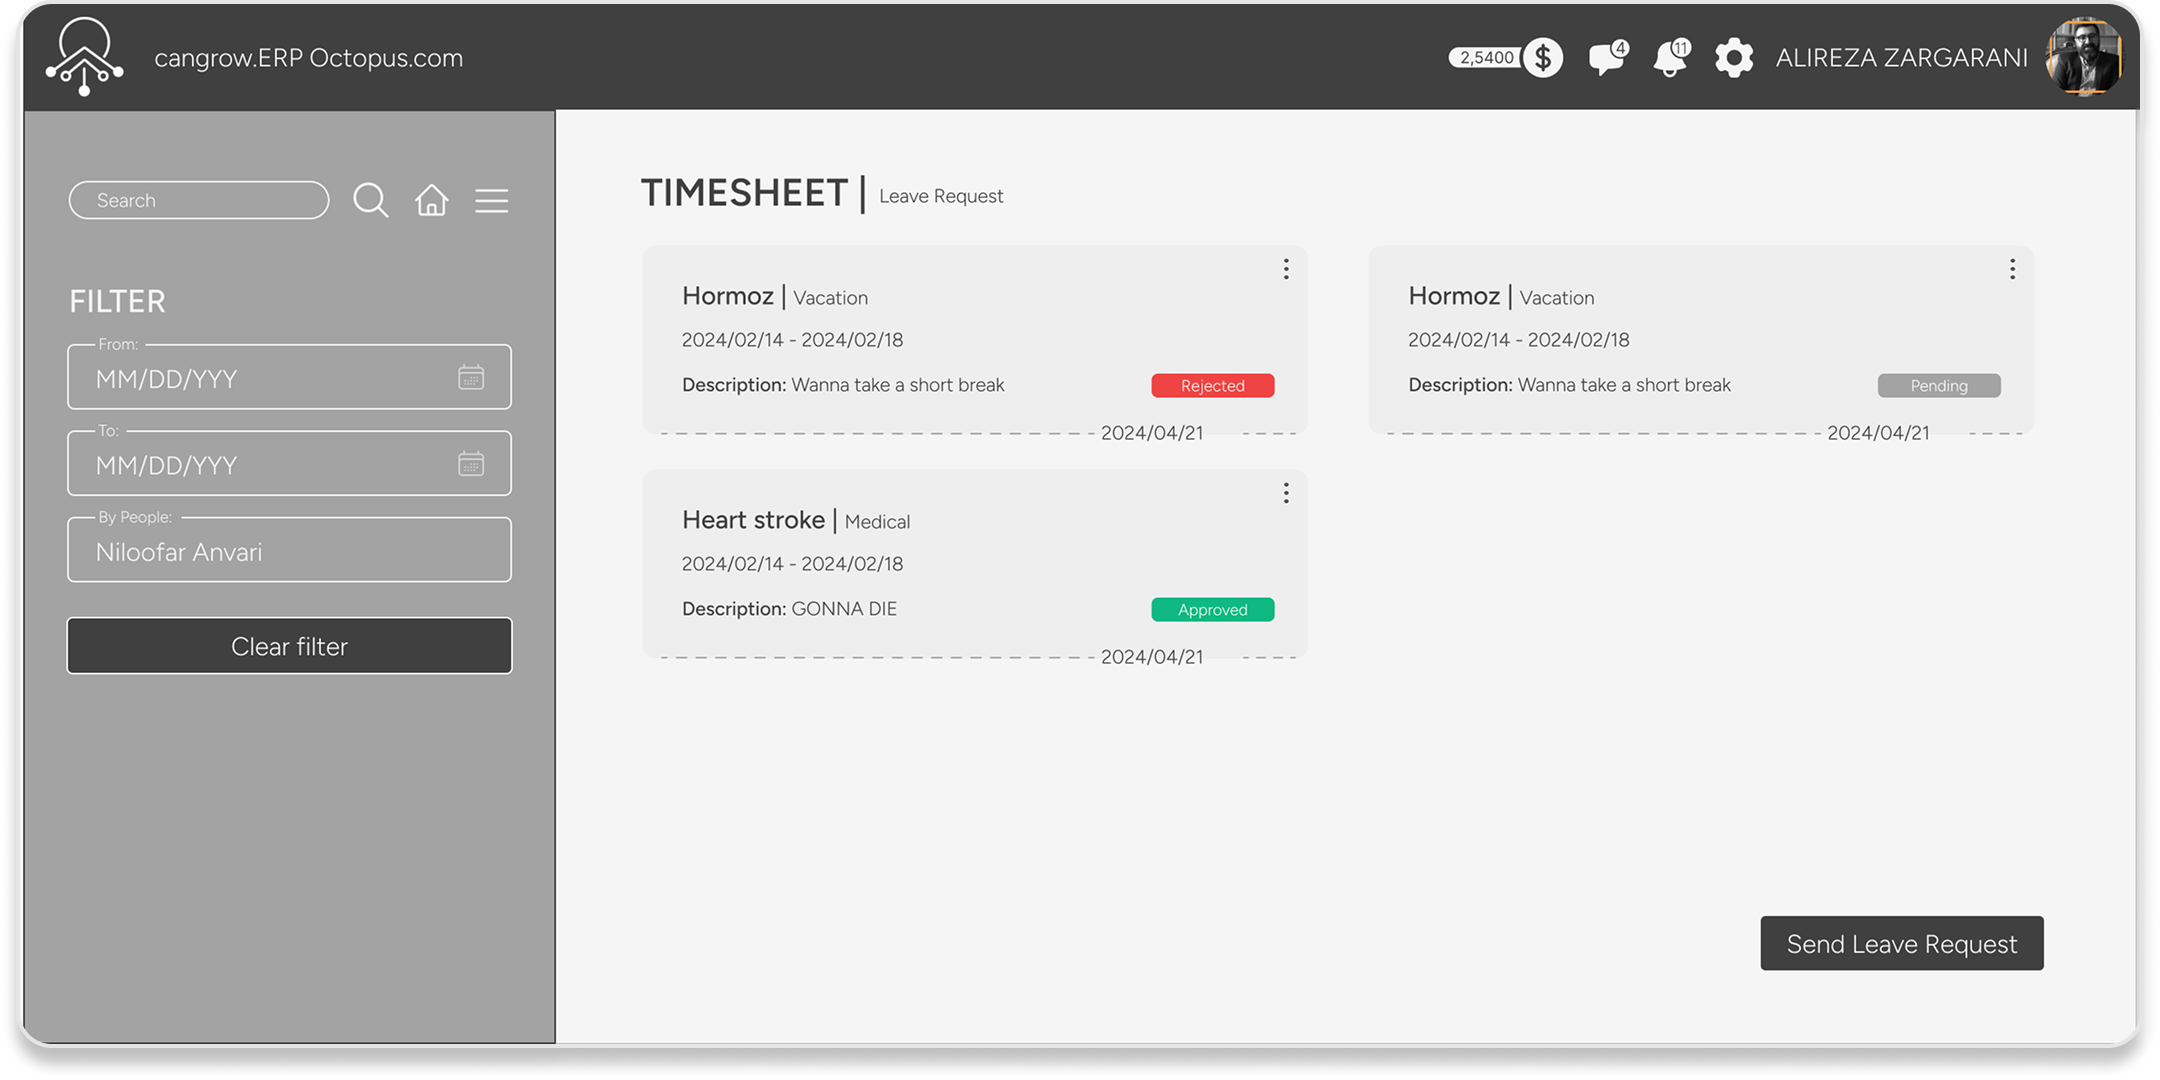 cangrow.ERP Octopus.com
2,5400
$
4
11
ALIREZA ZARGARANI
Search
FILTER
From:
MM/DD/YYY
To:
MM/DD/YYY
By People:
Niloofar Anvari
Clear filter
TIMESHEET | Leave Request
Hormoz | Vacation
2024/02/14 - 2024/02/18
Description: Wanna take a short break
Rejected
2024/04/21
Hormoz | Vacation
2024/02/14 - 2024/02/18
Description: Wanna take a short break
Pending
2024/04/21
Heart stroke | Medical
2024/02/14 - 2024/02/18
Description: GONNA DIE
Approved
2024/04/21
Send Leave Request